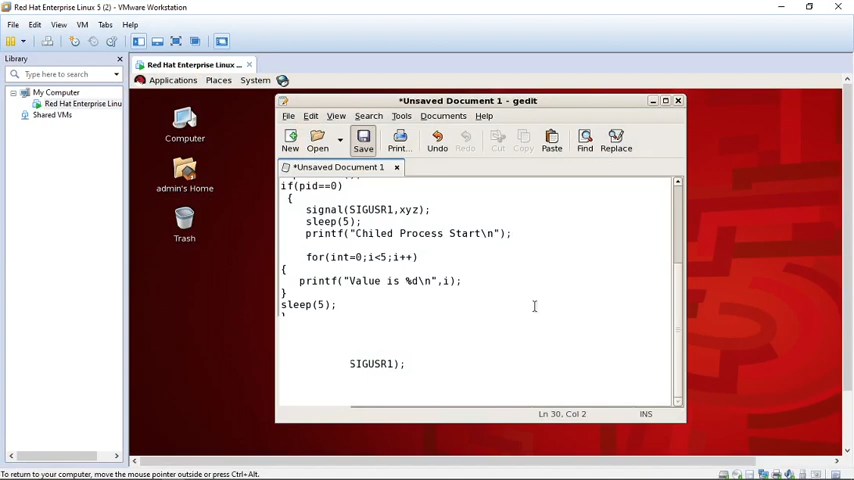 Red Hat Enterprise Linux 5 (2) - VMware Workstation
File Edit View VM Tabs Help
Library
Type here to search
My Computer
Red Hat Enterprise Linu
Shared VMs
Red Hat Enterprise Linux ...
Applications Places System
Computer
admin's Home
Trash
*Unsaved Document 1 - gedit
File Edit View Search Tools Documents Help
New Open Save Print... Undo Redo Cut Copy Paste Find Replace
*Unsaved Document 1
if(pid==0)
{
signal(SIGUSR1,xyz);
sleep(5);
printf("Chiled Process Start\n");
for(int=0;i<5;i++)
{
printf("Value is %d\n",i);
}
sleep(5);
SIGUSR1);
Ln 30, Col 2 INS
To return to your computer, move the mouse pointer outside or press Ctrl+Alt.